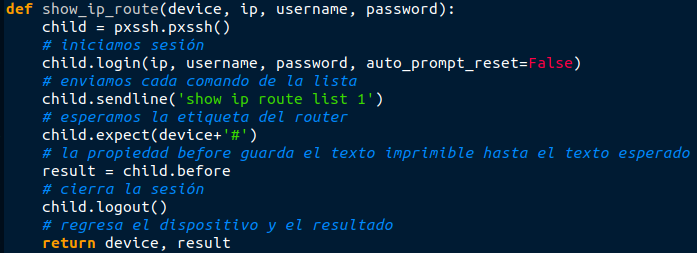 def show_ip_route(device, ip, username, password):
    child = pxssh.pxssh()
    # iniciamos sesión
    child.login(ip, username, password, auto_prompt_reset=False)
    # enviamos cada comando de la lista
    child.sendline('show ip route list 1')
    # esperamos la etiqueta del router
    child.expect(device+'#')
    # la propiedad before guarda el texto imprimible hasta el texto esperado
    result = child.before
    # cierra la sesión
    child.logout()
    # regresa el dispositivo y el resultado
    return device, result